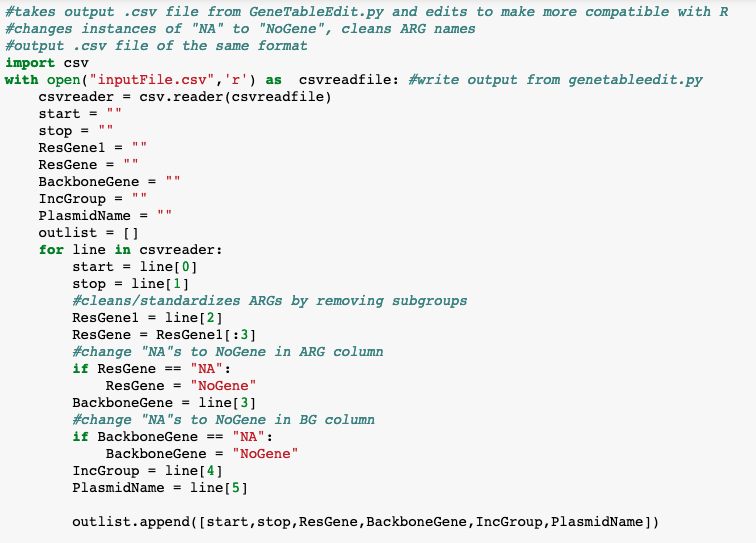 #takes output .csv file from GeneTableEdit.py and edits to make more compatible with R
#changes instances of "NA" to "NoGene", cleans ARG names
#output .csv file of the same format
import csv
with open("inputFile.csv",'r') as  csvreadfile: #write output from genetableedit.py
    csvreader = csv.reader(csvreadfile)
    start = ""
    stop = ""
    ResGene1 = ""
    ResGene = ""
    BackboneGene = ""
    IncGroup = ""
    PlasmidName = ""
    outlist = []
    for line in csvreader:
        start = line[0]
        stop = line[1]
        #cleans/standardizes ARGs by removing subgroups
        ResGene1 = line[2]
        ResGene = ResGene1[:3]
        #change "NA"s to NoGene in ARG column
        if ResGene == "NA":
            ResGene = "NoGene"
        BackboneGene = line[3]
        #change "NA"s to NoGene in BG column
        if BackboneGene == "NA":
            BackboneGene = "NoGene"
        IncGroup = line[4]
        PlasmidName = line[5]

        outlist.append([start,stop,ResGene,BackboneGene,IncGroup,PlasmidName])